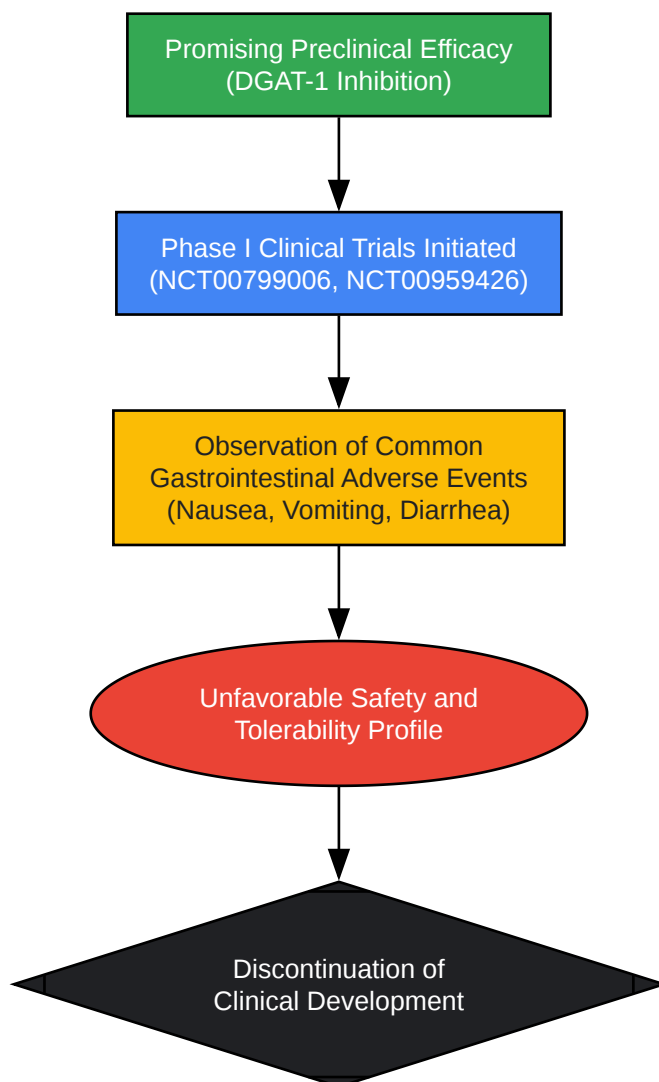 Promising Preclinical Efficacy
(DGAT-1 Inhibition)
Phase I Clinical Trials Initiated
(NCT00799006, NCT00959426)
Observation of Common
Gastrointestinal Adverse Events
(Nausea, Vomiting, Diarrhea)
Unfavorable Safety and
Tolerability Profile
Discontinuation of
Clinical Development